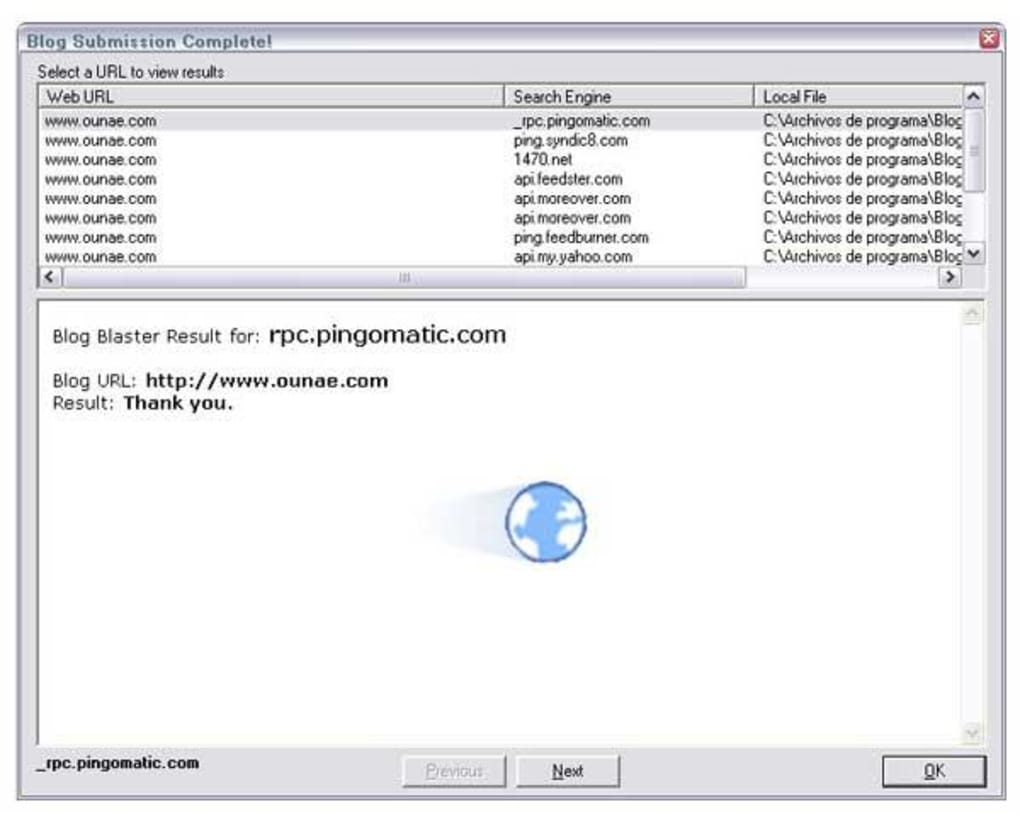 Blog Submission Complete!
Select a URL to view results
Web URL Search Engine Local File
www.ounae.com _rpc.pingomatic.com C:\Archivos de programa\Blog
www.ounae.com ping.syndic8.com C:\Archivos de programa\Blog
www.ounae.com 1470.net C:\Archivos de programa\Blog
www.ounae.com api.feedster.com C:\Archivos de programa\Blog
www.ounae.com api.moreover.com C:\Archivos de programa\Blog
www.ounae.com api.moreover.com C:\Archivos de programa\Blog
www.ounae.com ping.feedburner.com C:\Archivos de programa\Blog
www.ounae.com api.my.yahoo.com C:\Archivos de programa\Blog
Blog Blaster Result for: rpc.pingomatic.com
Blog URL: http://www.ounae.com
Result: Thank you.
_rpc.pingomatic.com Previous Next OK